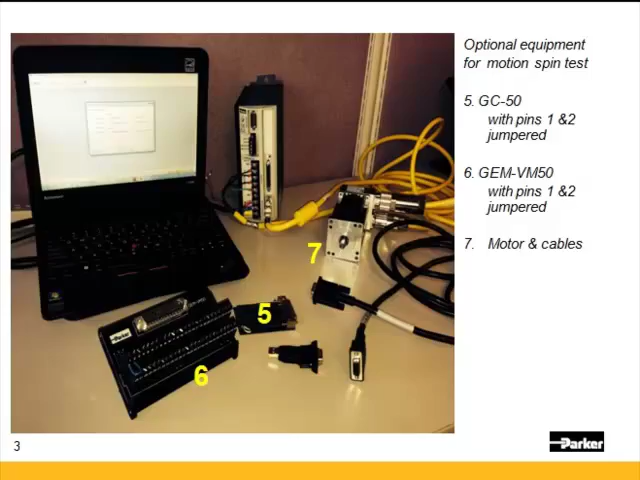 Optional equipment
for motion spin test
5. GC-50
with pins 1 &2
jumpered
6. GEM-VM50
with pins 1 &2
jumpered
7. Motor & cables
7
5
6
Parker
3
Parker